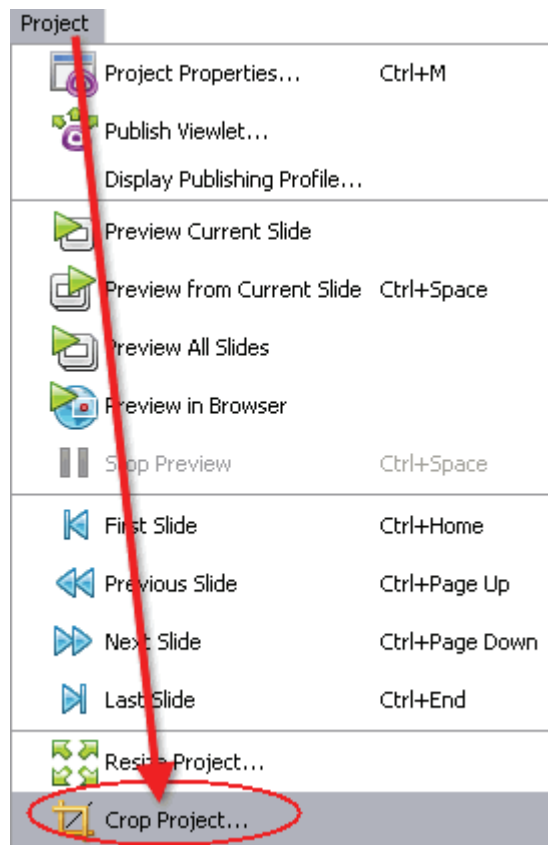 Project
Project Properties... Ctrl+M
Publish Viewlet...
Display Publishing Profile...
Preview Current Slide
Preview from Current Slide Ctrl+Space
Preview All Slides
Preview in Browser
Stop Preview Ctrl+Space
First Slide Ctrl+Home
Previous Slide Ctrl+Page Up
Next Slide Ctrl+Page Down
Last Slide Ctrl+End
Resize Project...
Crop Project...